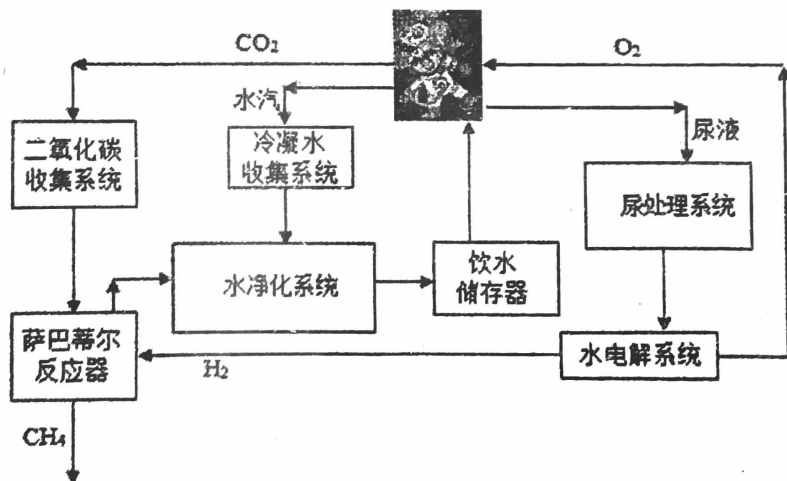 CO₂
O₂
水汽
尿液
二氧化碳
收集系统
冷凝水
收集系统
尿处理系统
水净化系统
饮水
储存器
萨巴蒂尔
反应器
水电解系统
H₂
CH₄